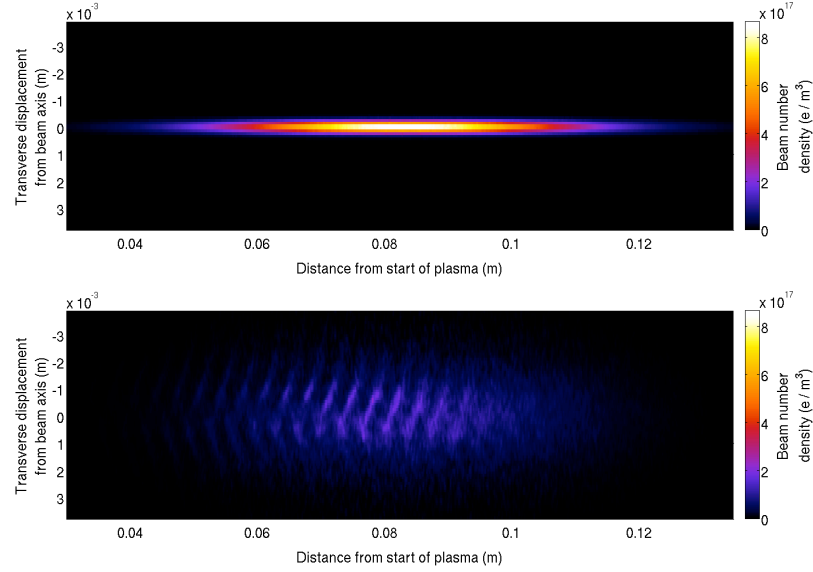 x 10^-3
x 10^17
-3
-2
-1
0
1
2
3
Transverse displacement
from beam axis (m)
0.04
0.06
0.08
0.1
0.12
Distance from start of plasma (m)
8
6
4
2
0
Beam number
density (e / m³)
x 10^-3
x 10^17
-3
-2
-1
0
1
2
3
Transverse displacement
from beam axis (m)
0.04
0.06
0.08
0.1
0.12
Distance from start of plasma (m)
8
6
4
2
0
Beam number
density (e / m³)